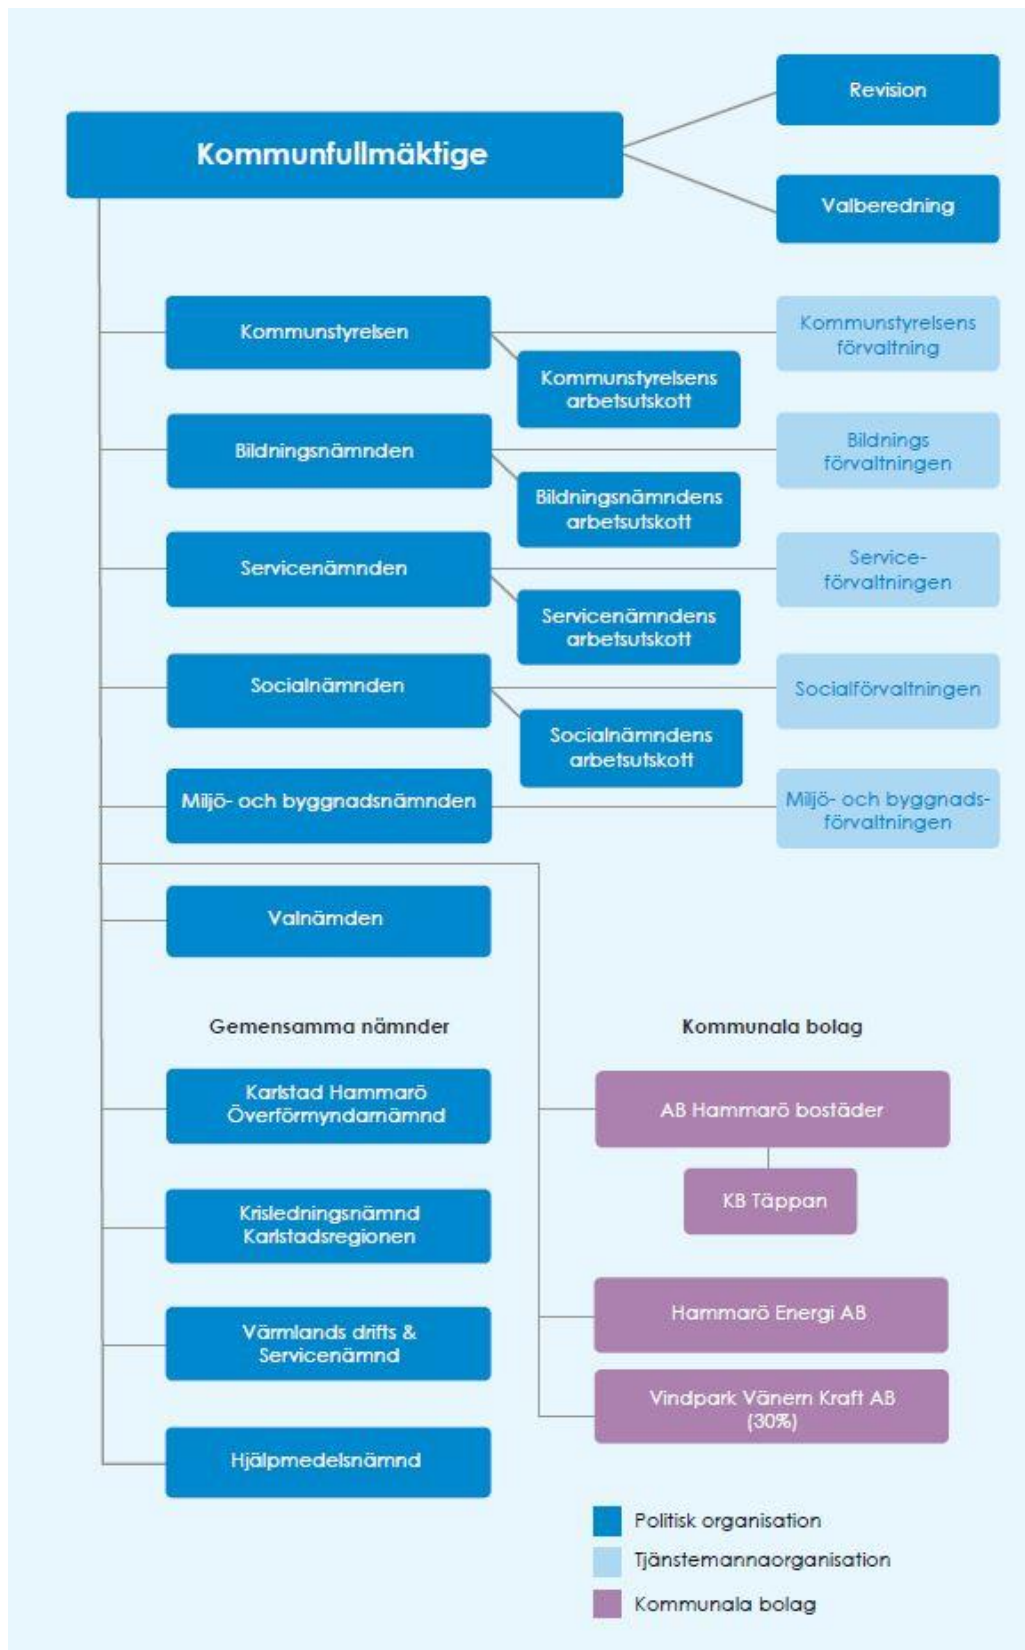 Kommunfullmäktige
Revision
Valberedning
Kommunstyrelsen
Kommunstyrelsens
arbetsutskott
Kommunstyrelsens
förvaltning
Bildningsnämnden
Bildningsnämndens
arbetsutskott
Bildnings
förvaltningen
Servicenämnden
Servicenämndens
arbetsutskott
Service-
förvaltningen
Socialnämnden
Socialnämndens
arbetsutskott
Socialförvaltningen
Miljö- och byggnadsnämnden
Miljö- och byggnads-
förvaltningen
Valnämden
Gemensamma nämnder
Karlstad Hammarö
Överförmyndarnämnd
Krisledningsnämnd
Karlstadsregionen
Värmlands drifts &
Servicenämnd
Hjälpmedelsnämnd
Kommunala bolag
AB Hammarö bostäder
KB Täppan
Hammarö Energi AB
Vindpark Vänern Kraft AB
(30%)
Politisk organisation
Tjänstemannaorganisation
Kommunala bolag